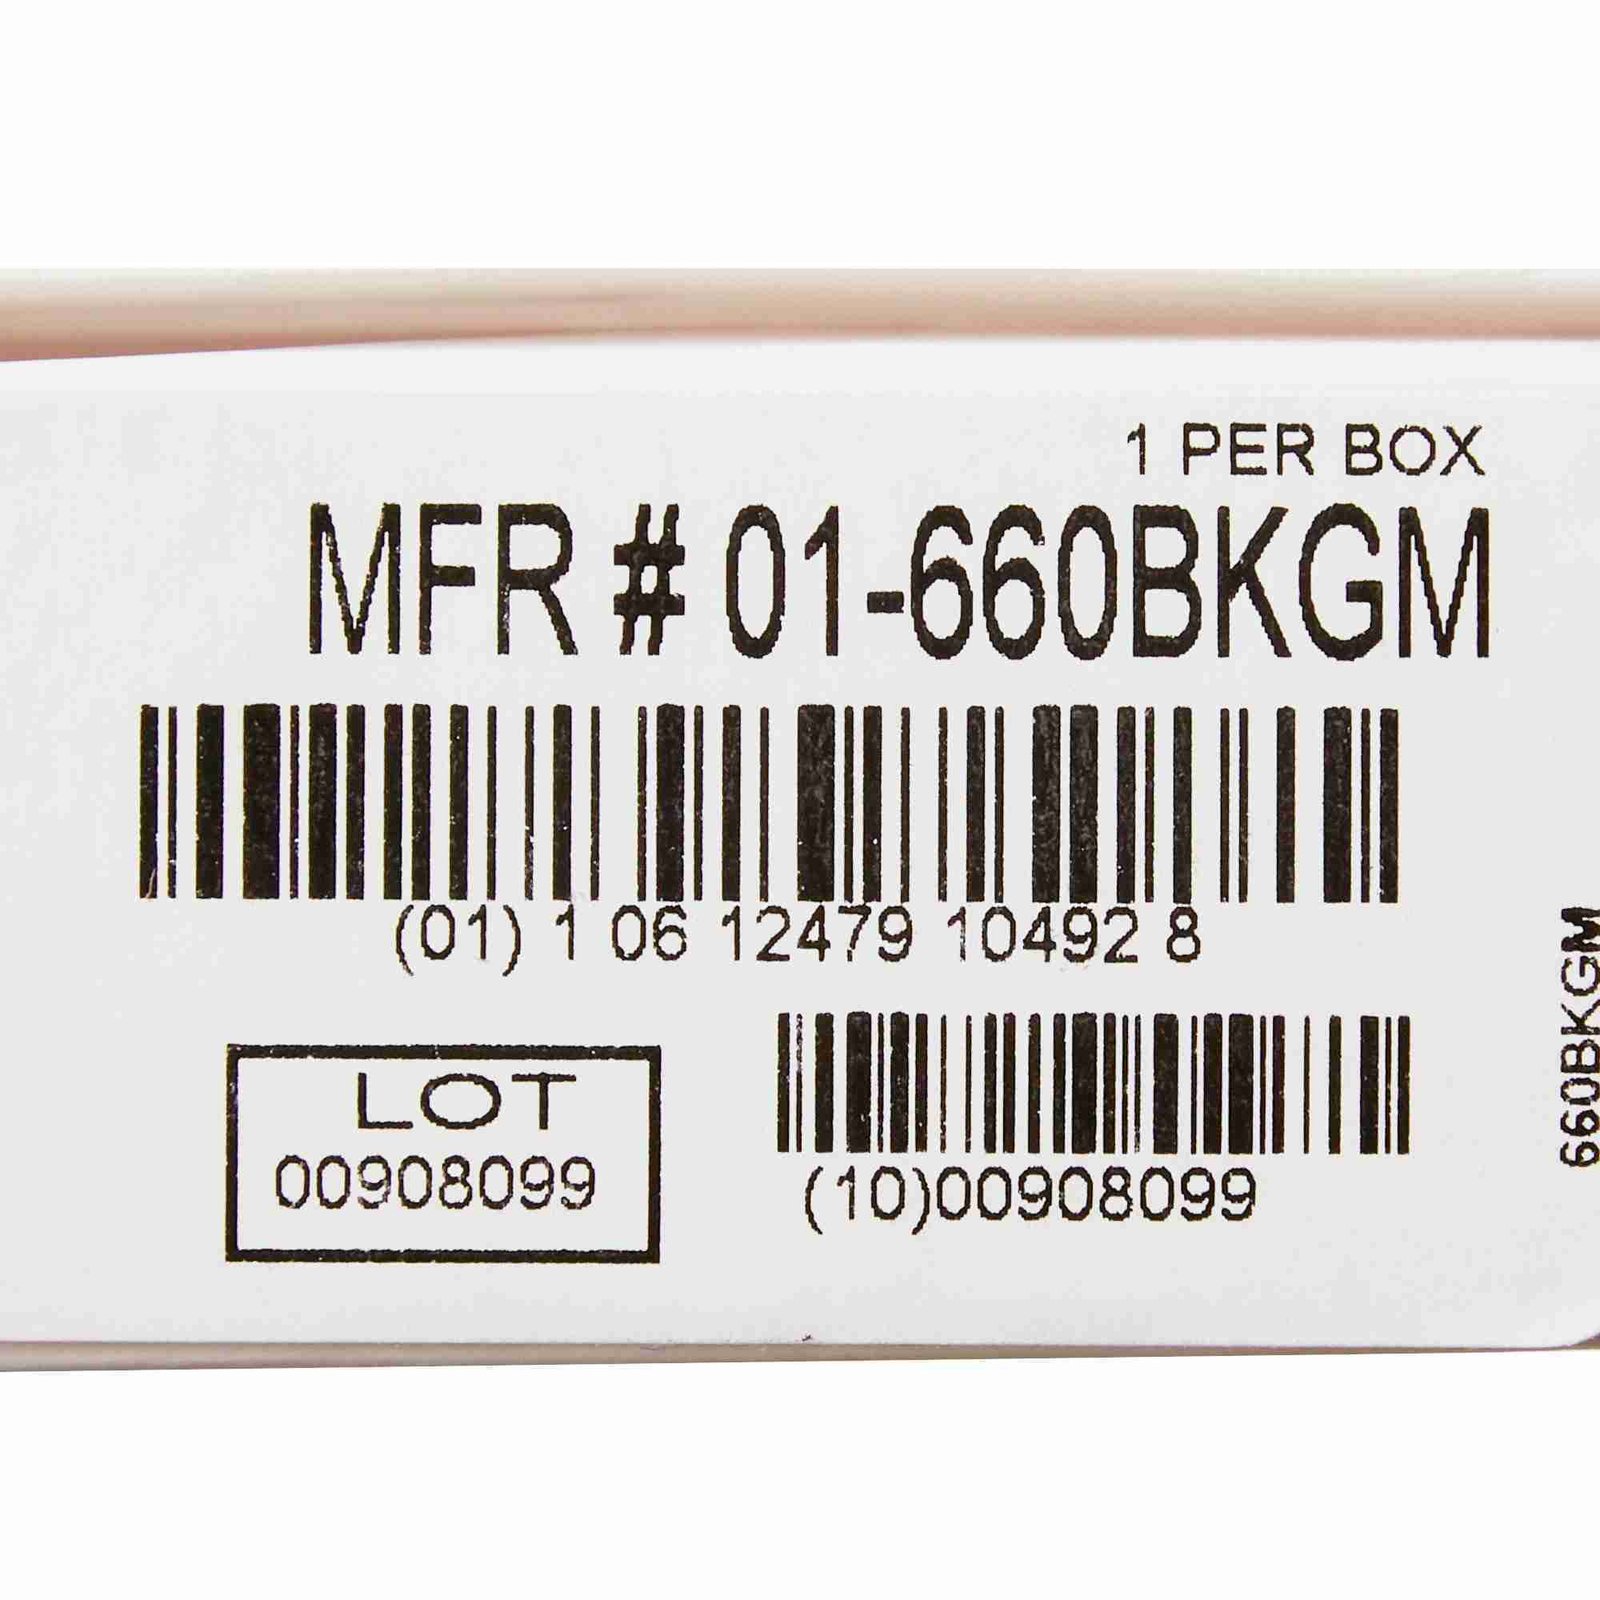 1 PER BOX
MFR # 01-660BKGM
(01) 1 06 12479 10492 8
LOT
00908099
(10)00908099
660BKGM